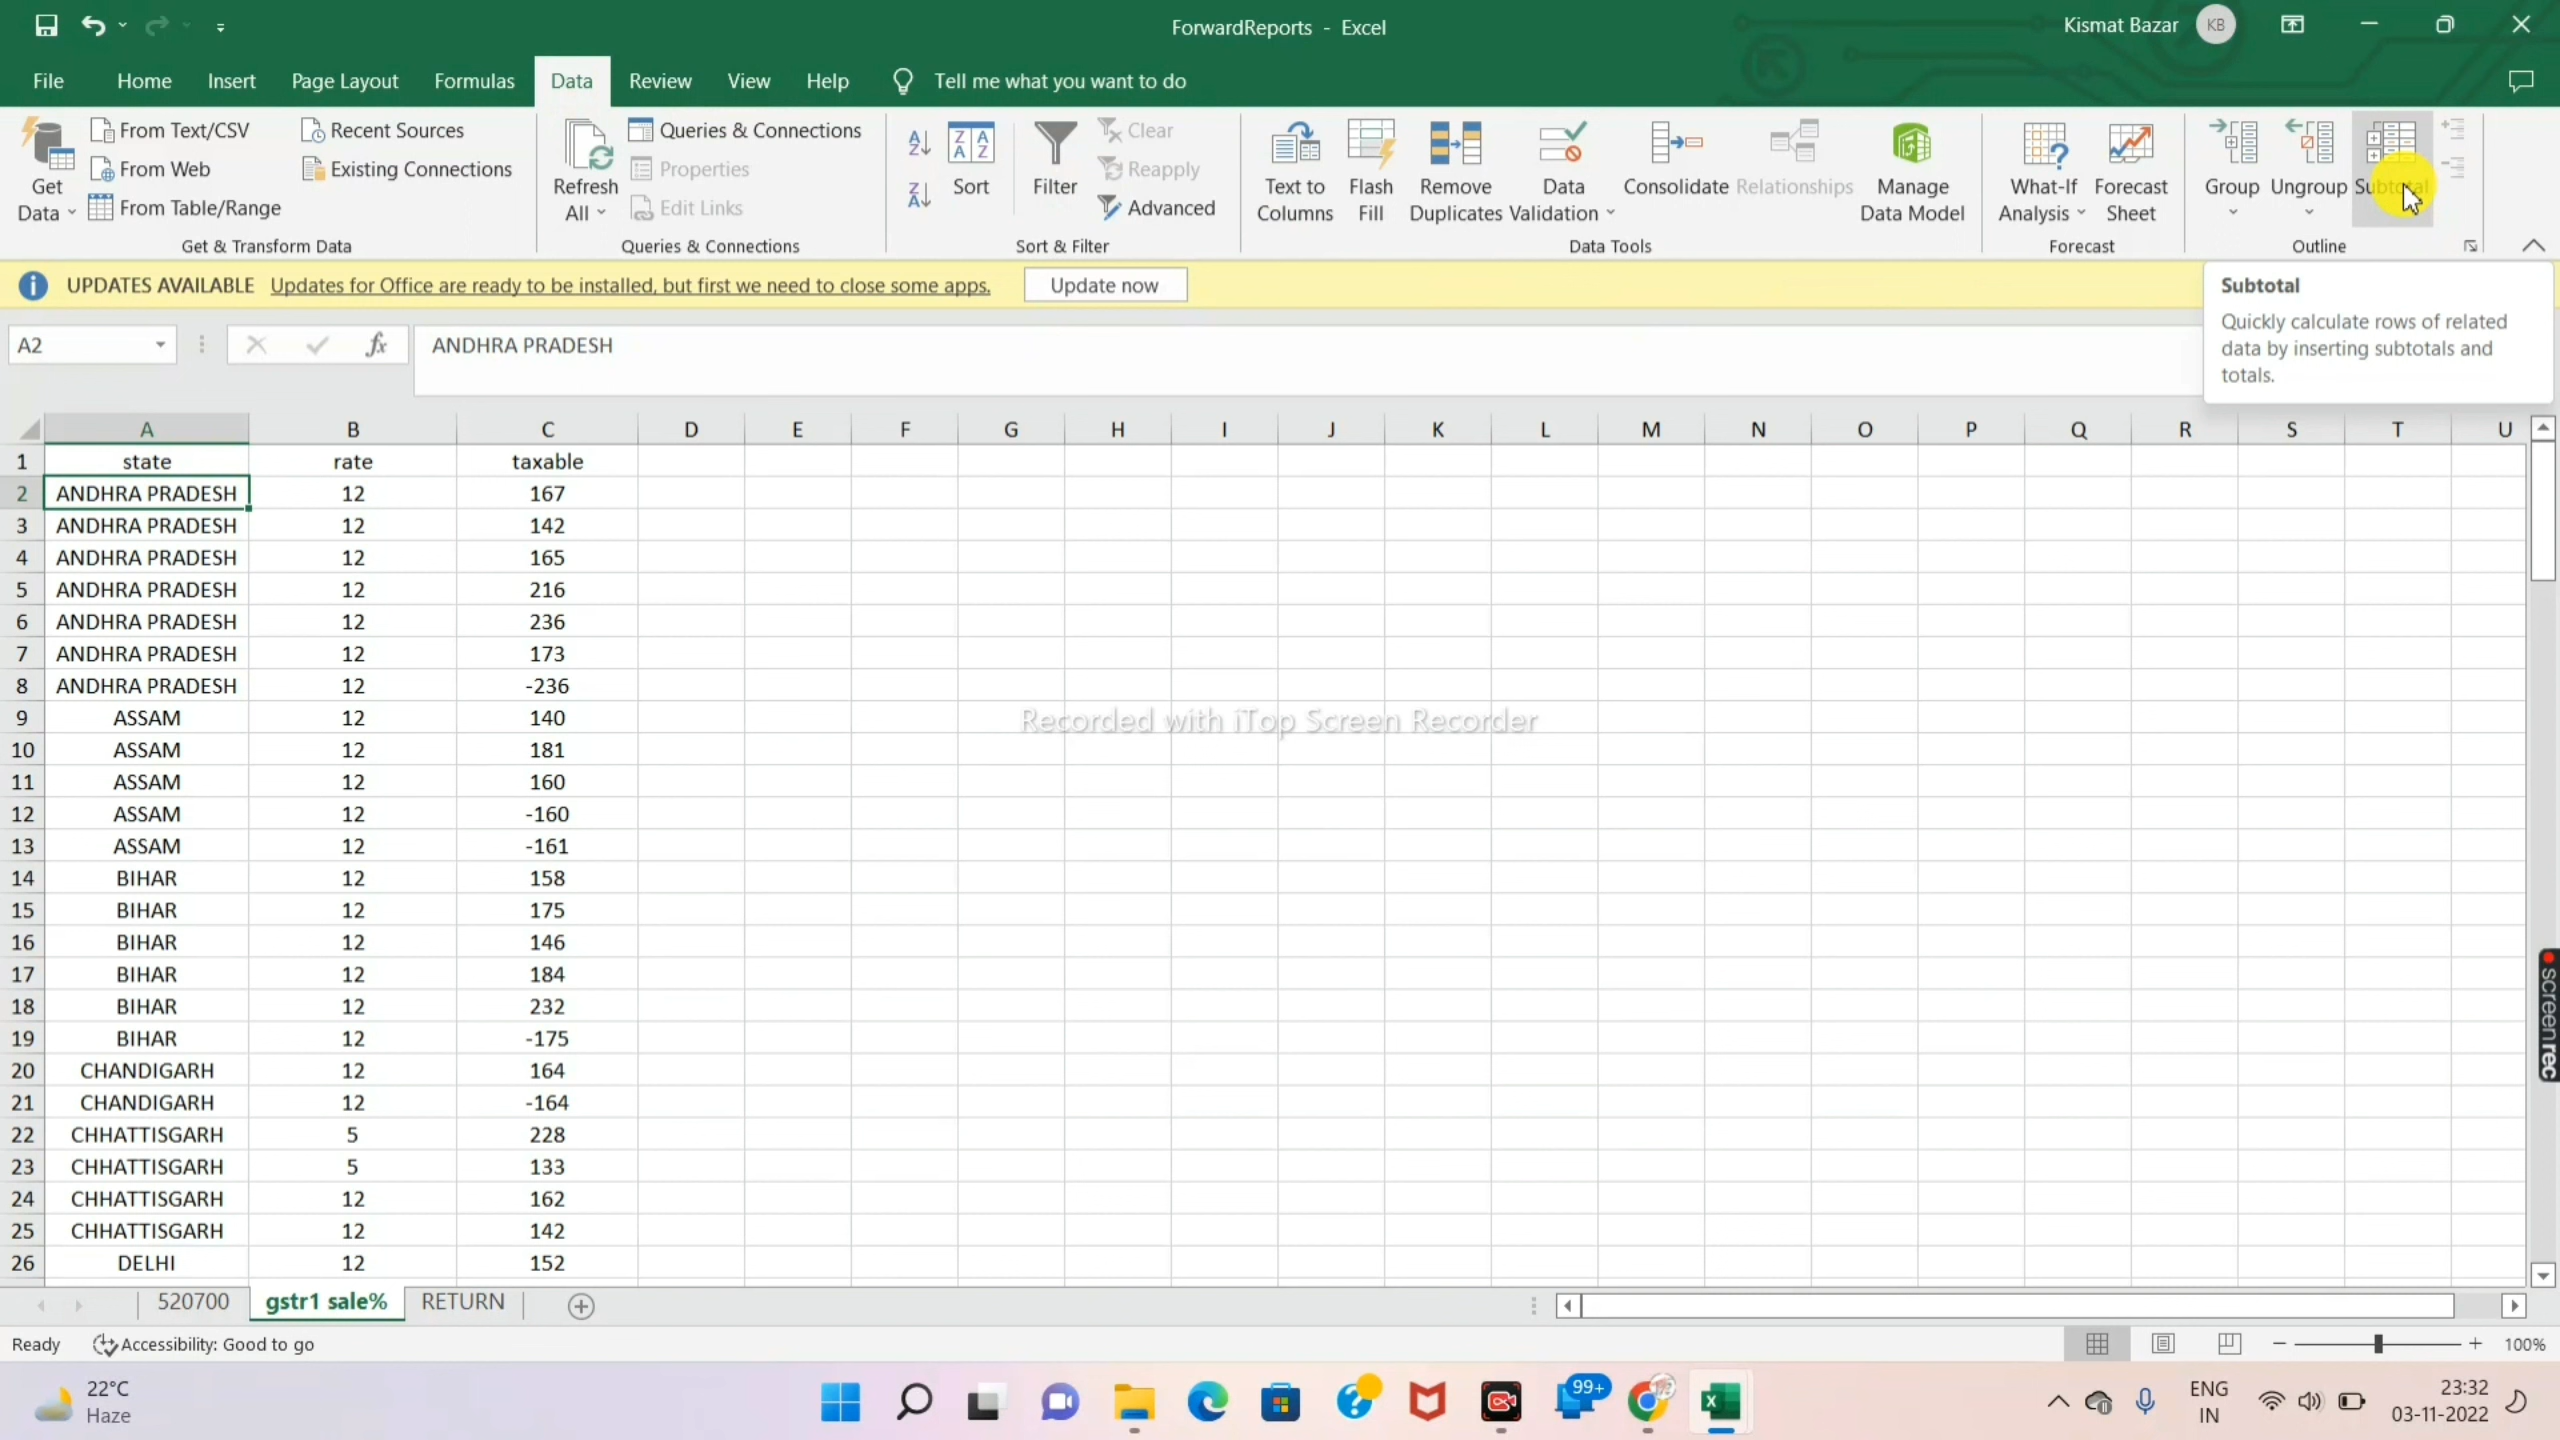 ForwardReports - Excel
Kismat Bazar KB
File Home Insert Page Layout Formulas Data Review View Help Tell me what you want to do
Get Data
From Text/CSV
From Web
From Table/Range
Recent Sources
Existing Connections
Get & Transform Data
Refresh All
Queries & Connections
Properties
Edit Links
Queries & Connections
Sort
Filter
Clear
Reapply
Advanced
Sort & Filter
Text to Columns
Flash Fill
Remove Duplicates
Data Validation
Consolidate
Relationships
Manage Data Model
Data Tools
What-If Analysis
Forecast Sheet
Forecast
Group
Ungroup
Subtotal
Outline
UPDATES AVAILABLE Updates for Office are ready to be installed, but first we need to close some apps. Update now
Subtotal
Quickly calculate rows of related
data by inserting subtotals and
totals.
A2 fx ANDHRA PRADESH
A B C D E F G H I J K L M N O P Q R S T U
1 state rate taxable
2 ANDHRA PRADESH 12 167
3 ANDHRA PRADESH 12 142
4 ANDHRA PRADESH 12 165
5 ANDHRA PRADESH 12 216
6 ANDHRA PRADESH 12 236
7 ANDHRA PRADESH 12 173
8 ANDHRA PRADESH 12 -236
9 ASSAM 12 140
Recorded with iTop Screen Recorder
10 ASSAM 12 181
11 ASSAM 12 160
12 ASSAM 12 -160
13 ASSAM 12 -161
14 BIHAR 12 158
15 BIHAR 12 175
16 BIHAR 12 146
17 BIHAR 12 184
18 BIHAR 12 232
19 BIHAR 12 -175
20 CHANDIGARH 12 164
21 CHANDIGARH 12 -164
22 CHHATTISGARH 5 228
23 CHHATTISGARH 5 133
24 CHHATTISGARH 12 162
25 CHHATTISGARH 12 142
26 DELHI 12 152
screenrec
520700 gstr1 sale% RETURN
Ready Accessibility: Good to go 100%
22°C
Haze
99+
ENG
IN
23:32
03-11-2022